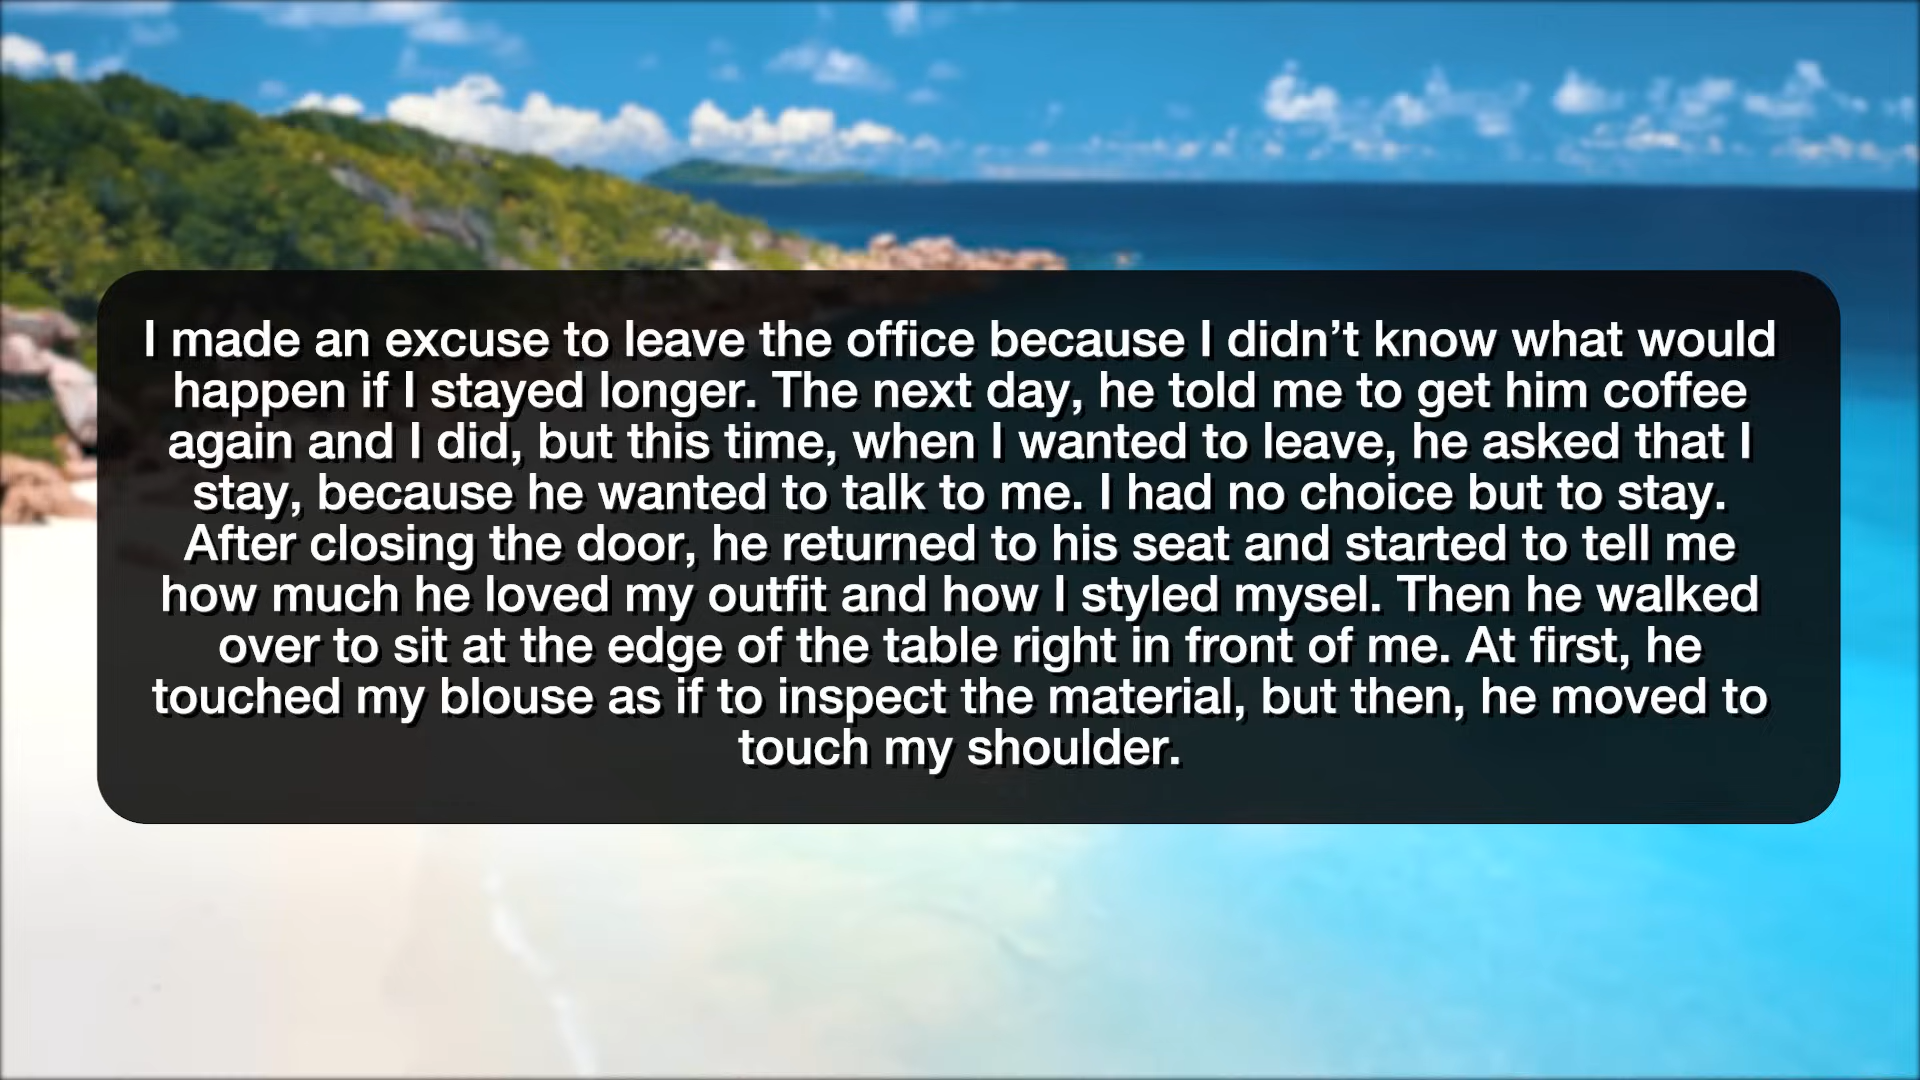 I made an excuse to leave the office because I didn’t know what would
happen if I stayed longer. The next day, he told me to get him coffee
again and I did, but this time, when I wanted to leave, he asked that I
stay, because he wanted to talk to me. I had no choice but to stay.
After closing the door, he returned to his seat and started to tell me
how much he loved my outfit and how I styled mysel. Then he walked
over to sit at the edge of the table right in front of me. At first, he
touched my blouse as if to inspect the material, but then, he moved to
touch my shoulder.